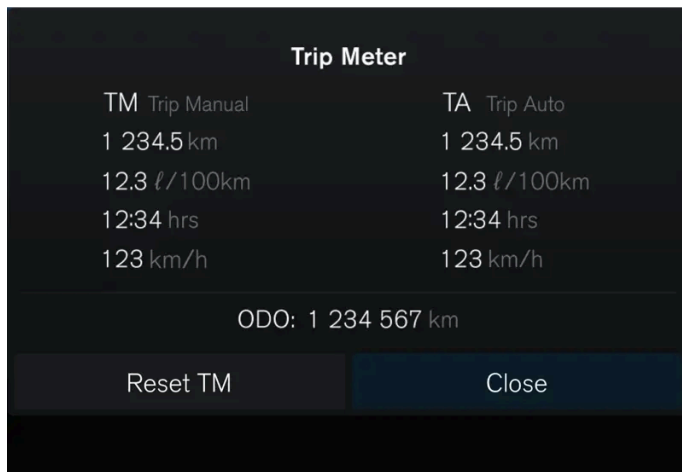 Trip Meter
TM Trip Manual TA Trip Auto
1 234.5 km 1 234.5 km
12.3 ℓ/100km 12.3 ℓ/100km
12:34 hrs 12:34 hrs
123 km/h 123 km/h
ODO: 1 234 567 km
Reset TM Close